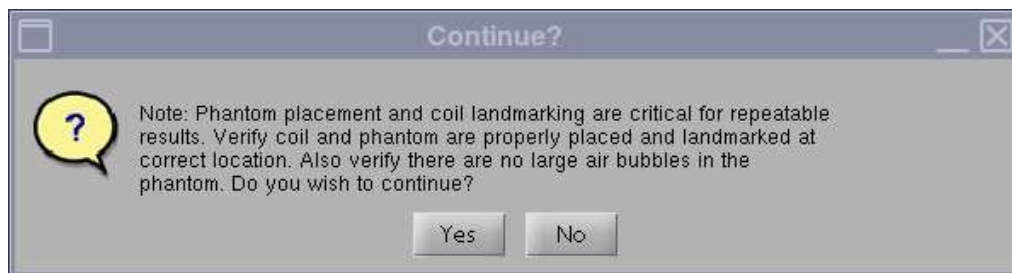 Continue?
?
Note: Phantom placement and coil landmarking are critical for repeatable
results. Verify coil and phantom are properly placed and landmarked at
correct location. Also verify there are no large air bubbles in the
phantom. Do you wish to continue?
Yes No